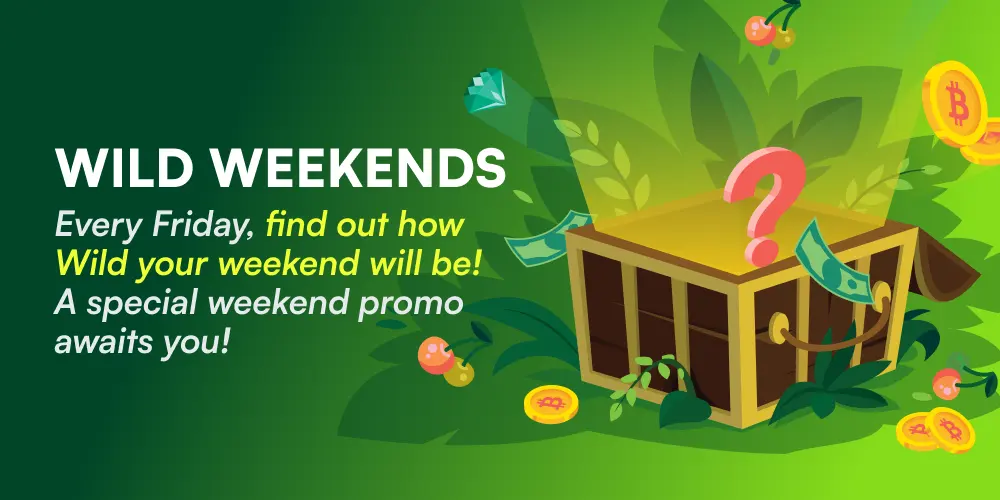 WILD WEEKENDS
Every Friday, find out how
Wild your weekend will be!
A special weekend promo
awaits you!
?